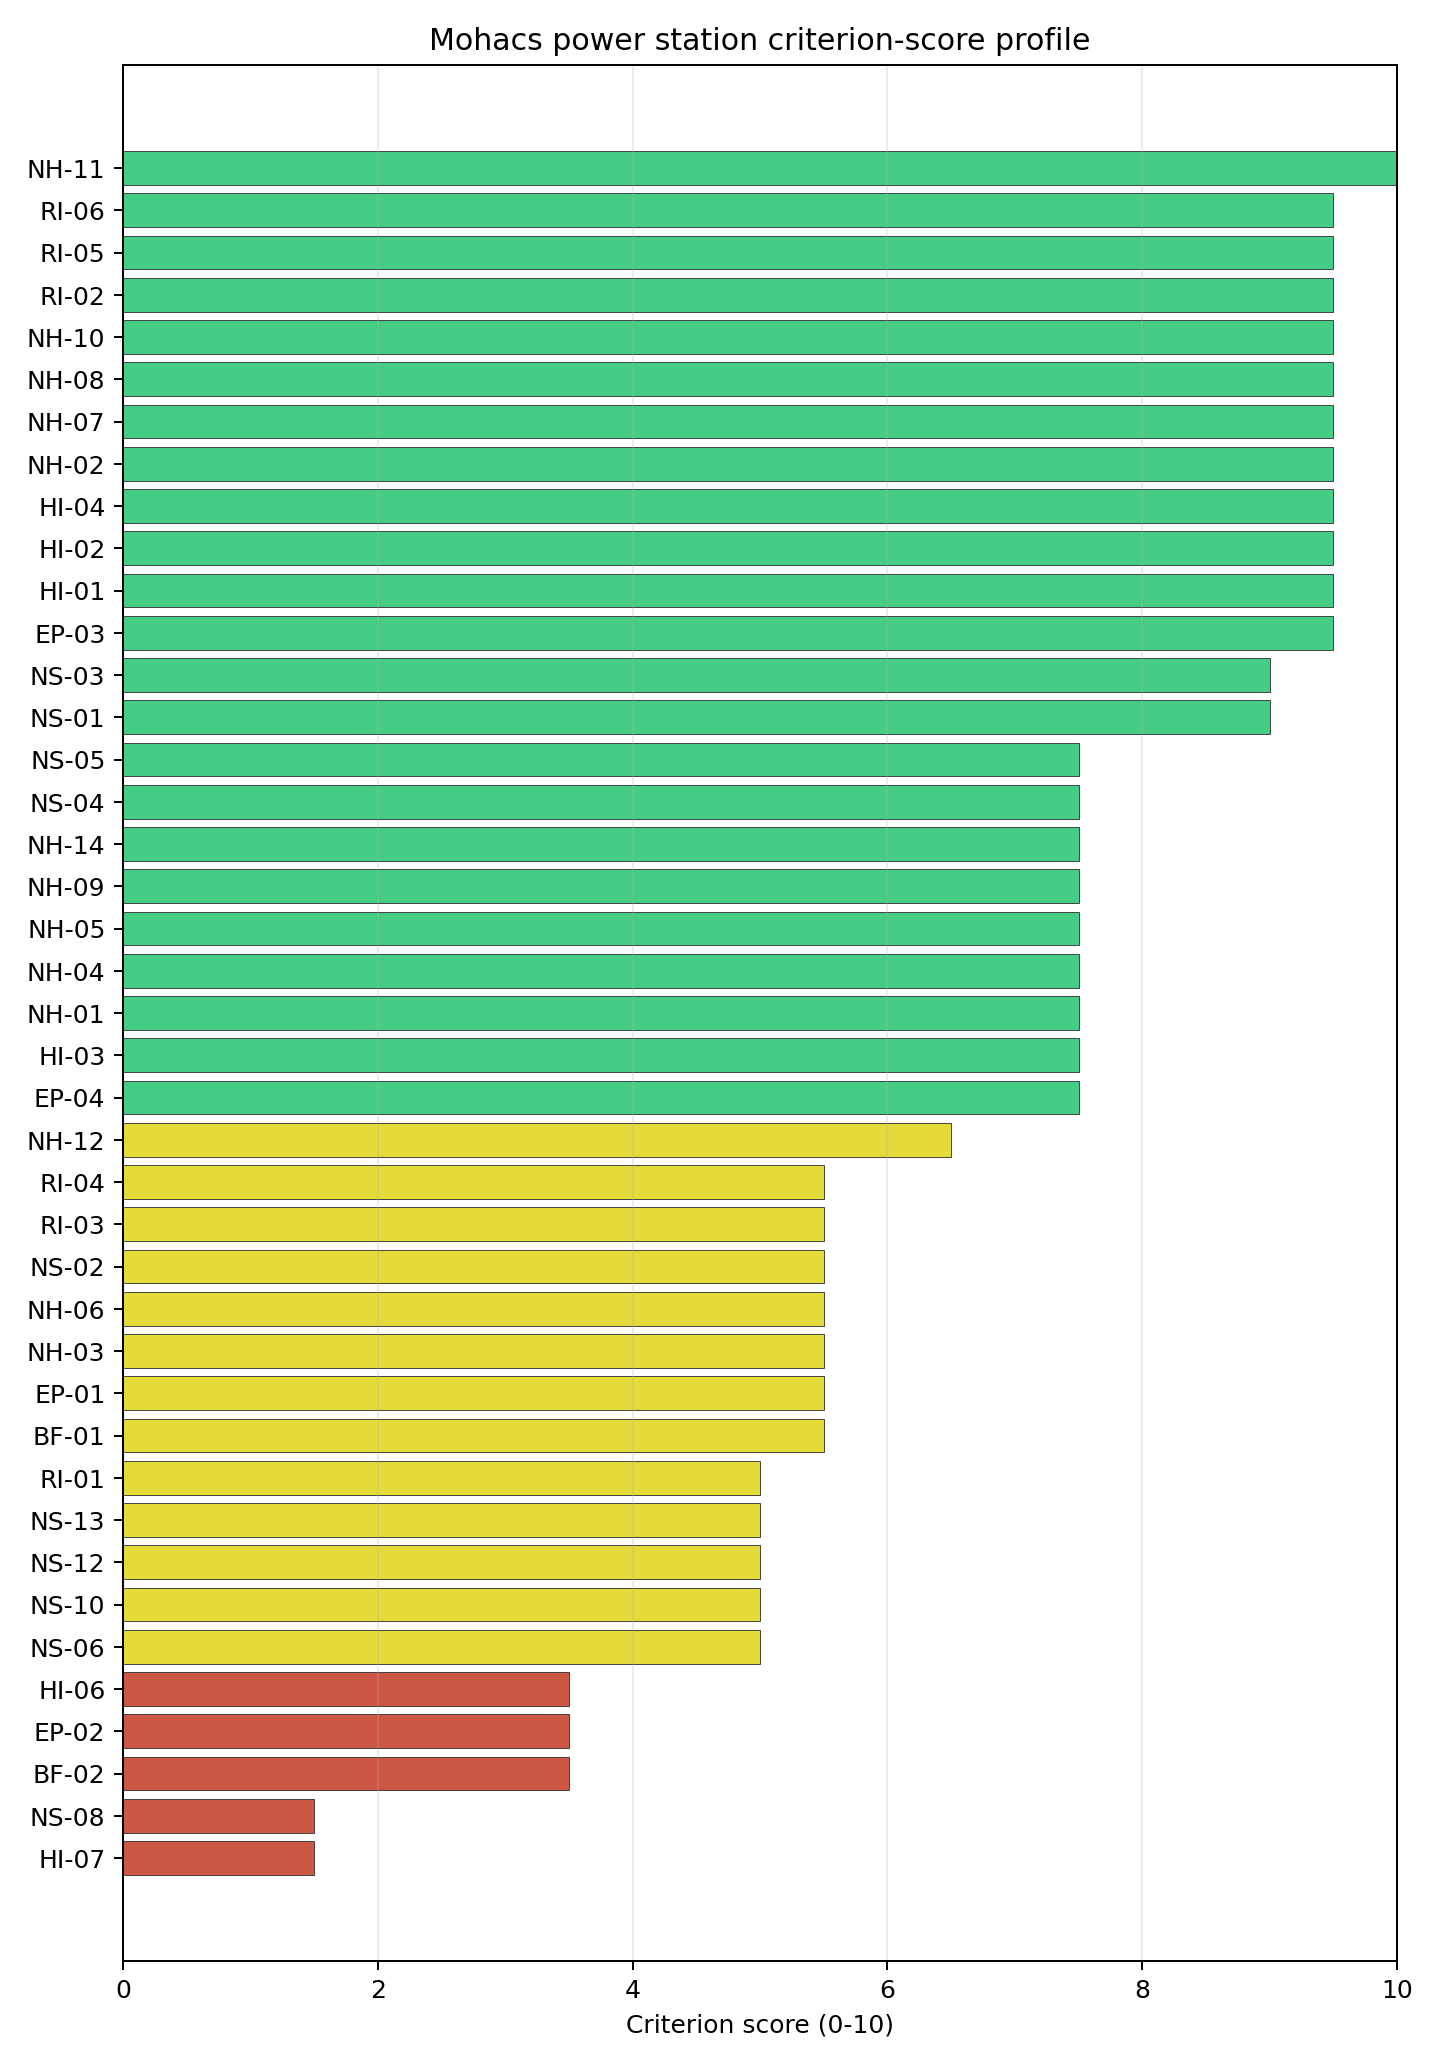 Mohacs power station criterion-score profile
NH-11
RI-06
RI-05
RI-02
NH-10
NH-08
NH-07
NH-02
HI-04
HI-02
HI-01
EP-03
NS-03
NS-01
NS-05
NS-04
NH-14
NH-09
NH-05
NH-04
NH-01
HI-03
EP-04
NH-12
RI-04
RI-03
NS-02
NH-06
NH-03
EP-01
BF-01
RI-01
NS-13
NS-12
NS-10
NS-06
HI-06
EP-02
BF-02
NS-08
HI-07
0 2 4 6 8 10
Criterion score (0-10)